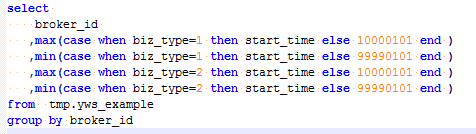 select
broker_id
,max(case when biz_type=1 then start_time else 10000101 end )
,min(case when biz_type=1 then start_time else 99990101 end )
,max(case when biz_type=2 then start_time else 10000101 end )
,min(case when biz_type=2 then start_time else 99990101 end )
from tmp.yws_example
group by broker_id